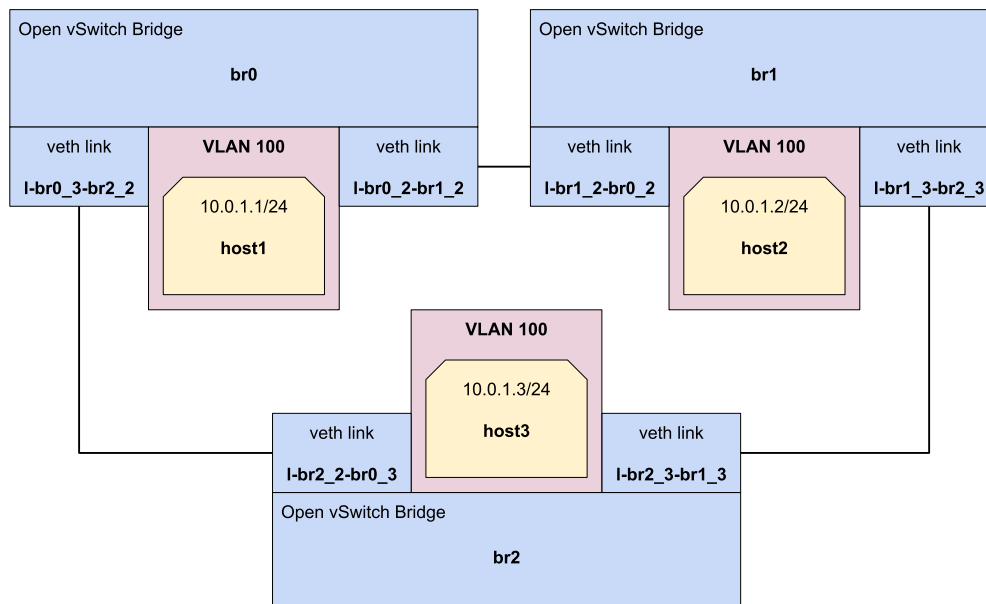 Open vSwitch Bridge
br0
veth link
l-br0_3-br2_2
VLAN 100
10.0.1.1/24
host1
veth link
l-br0_2-br1_2
Open vSwitch Bridge
br1
veth link
l-br1_2-br0_2
VLAN 100
10.0.1.2/24
host2
veth link
l-br1_3-br2_3
VLAN 100
10.0.1.3/24
host3
veth link
l-br2_2-br0_3
veth link
l-br2_3-br1_3
Open vSwitch Bridge
br2